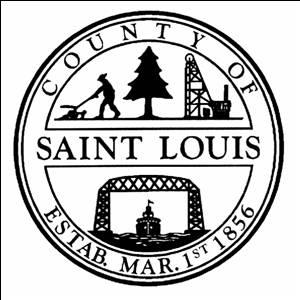 COUNTY OF
SAINT LOUIS
ESTAB. MAR. 1ST 1856